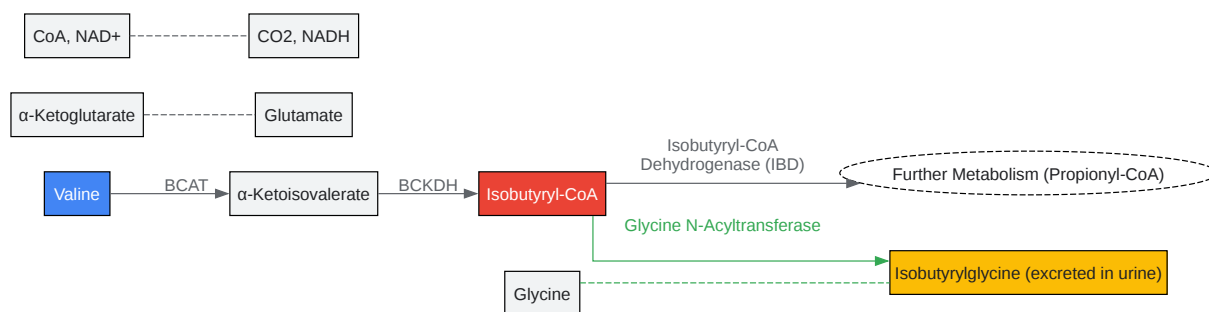 CoA, NAD+
CO2, NADH
α-Ketoglutarate
Glutamate
Isobutyryl-CoA
Dehydrogenase (IBD)
Valine
BCAT
α-Ketoisovalerate
BCKDH
Isobutyryl-CoA
Further Metabolism (Propionyl-CoA)
Glycine N-Acyltransferase
Isobutyrylglycine (excreted in urine)
Glycine